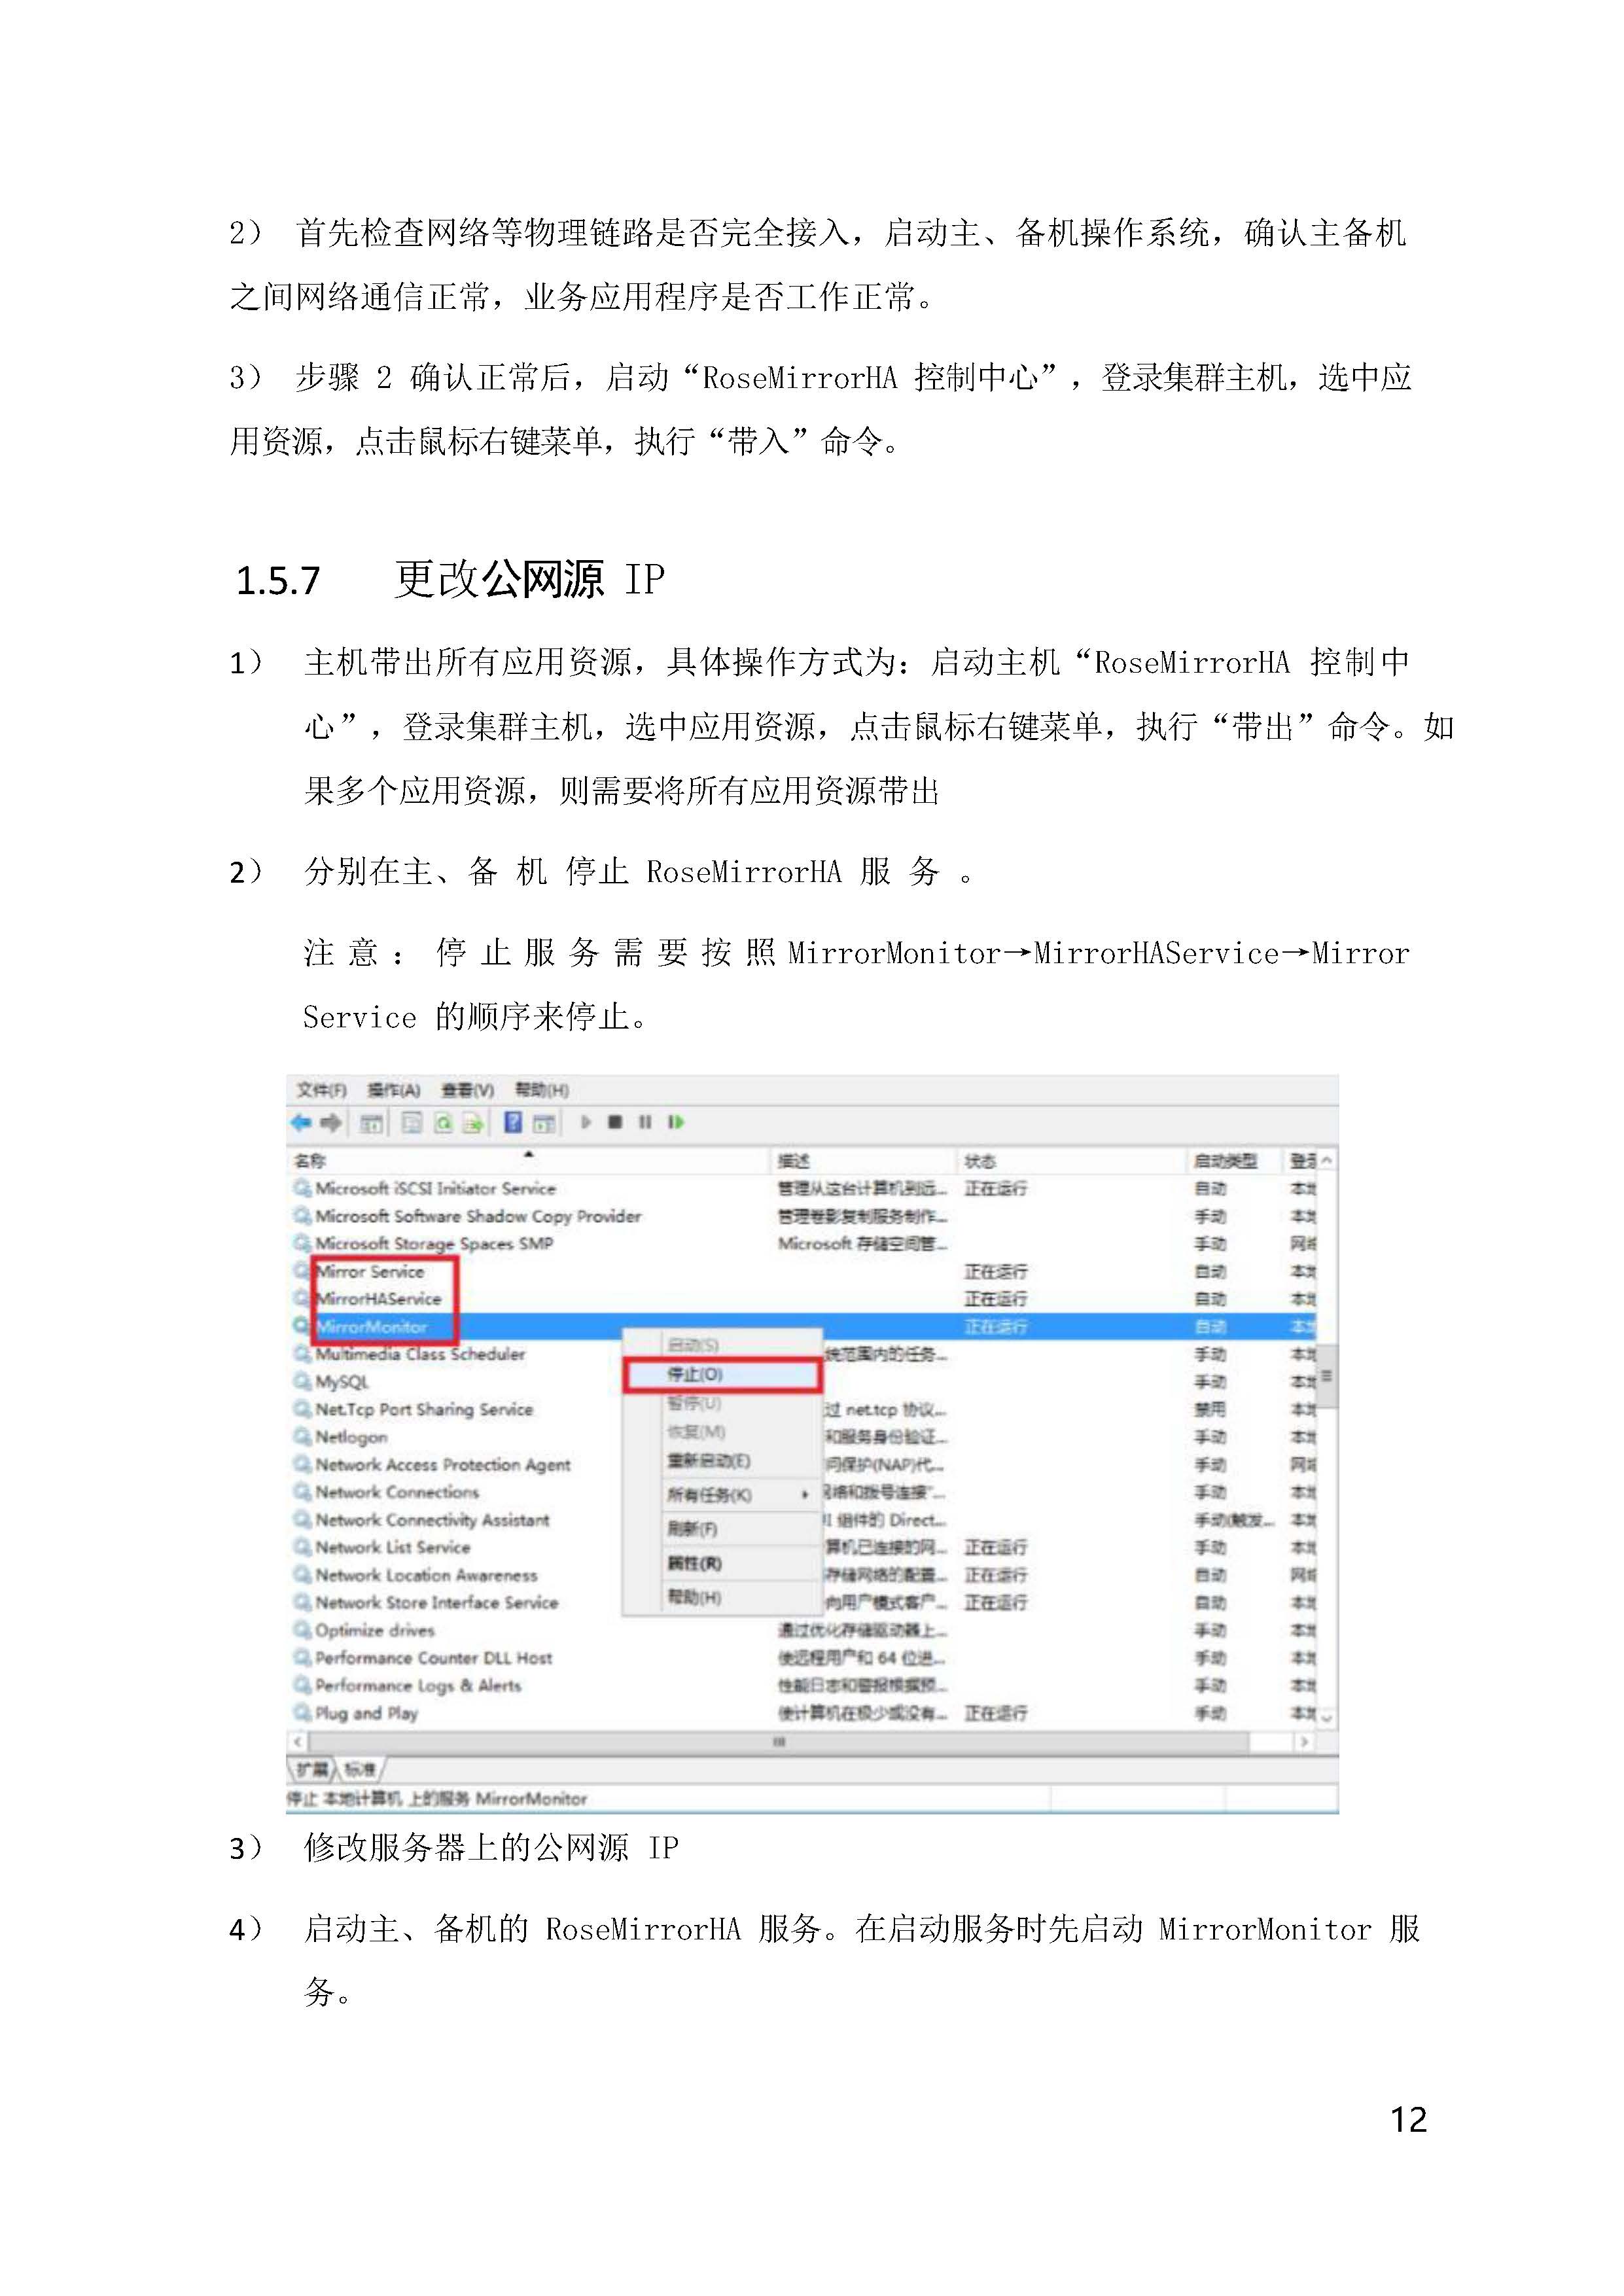 2） 首先检查网络等物理链路是否完全接入，启动主、备机操作系统，确认主备机
之间网络通信正常，业务应用程序是否工作正常。
3） 步骤 2 确认正常后，启动“RoseMirrorHA 控制中心”，登录集群主机，选中应
用资源，点击鼠标右键菜单，执行“带入”命令。
1.5.7 更改公网源 IP
1） 主机带出所有应用资源，具体操作方式为：启动主机“RoseMirrorHA 控制中
心”，登录集群主机，选中应用资源，点击鼠标右键菜单，执行“带出”命令。如
果多个应用资源，则需要将所有应用资源带出
2） 分别在主、备 机 停止 RoseMirrorHA 服 务 。
注 意 ： 停 止 服 务 需 要 按 照 MirrorMonitor→MirrorHAService→Mirror
Service 的顺序来停止。
文件(F) 操作(A) 查看(V) 帮助(H)
名称 描述 状态 启动类型 登录
Microsoft iSCSI Initiator Service 管理从这台计算机到远... 正在运行 自动 本地
Microsoft Software Shadow Copy Provider 管理卷影复制服务制作... 手动 本地
Microsoft Storage Spaces SMP Microsoft 存储空间管... 手动 网络
Mirror Service 正在运行 自动 本地
MirrorHAService 正在运行 自动 本地
MirrorMonitor 正在运行 自动 本地
启动(S)
Multimedia Class Scheduler 统范围内的任务... 手动 本地
停止(O)
MySQL 手动 本地
暂停(U)
Net.Tcp Port Sharing Service 过 net.tcp 协议... 禁用 本地
恢复(M)
Netlogon 和服务身份验证... 手动 本地
重新启动(E)
Network Access Protection Agent 问保护(NAP)代... 手动 网络
所有任务(K)
Network Connections 网络和拨号连接”... 手动 本地
Network Connectivity Assistant UI 组件的 Direct... 手动(触发... 本地
刷新(F)
Network List Service 算机已连接的网... 正在运行 手动 本地
属性(R)
Network Location Awareness 存储网络的配置... 正在运行 自动 网络
帮助(H)
Network Store Interface Service 向用户模式客户... 正在运行 自动 本地
Optimize drives 通过优化存储驱动器上... 手动 本地
Performance Counter DLL Host 使远程用户和 64 位进... 手动 本地
Performance Logs & Alerts 性能日志和警报根据预... 手动 本地
Plug and Play 使计算机在极少或没有... 正在运行 手动 本地
扩展 标准
停止 本地计算机 上的服务 MirrorMonitor
3） 修改服务器上的公网源 IP
4） 启动主、备机的 RoseMirrorHA 服务。在启动服务时先启动 MirrorMonitor 服
务。
12